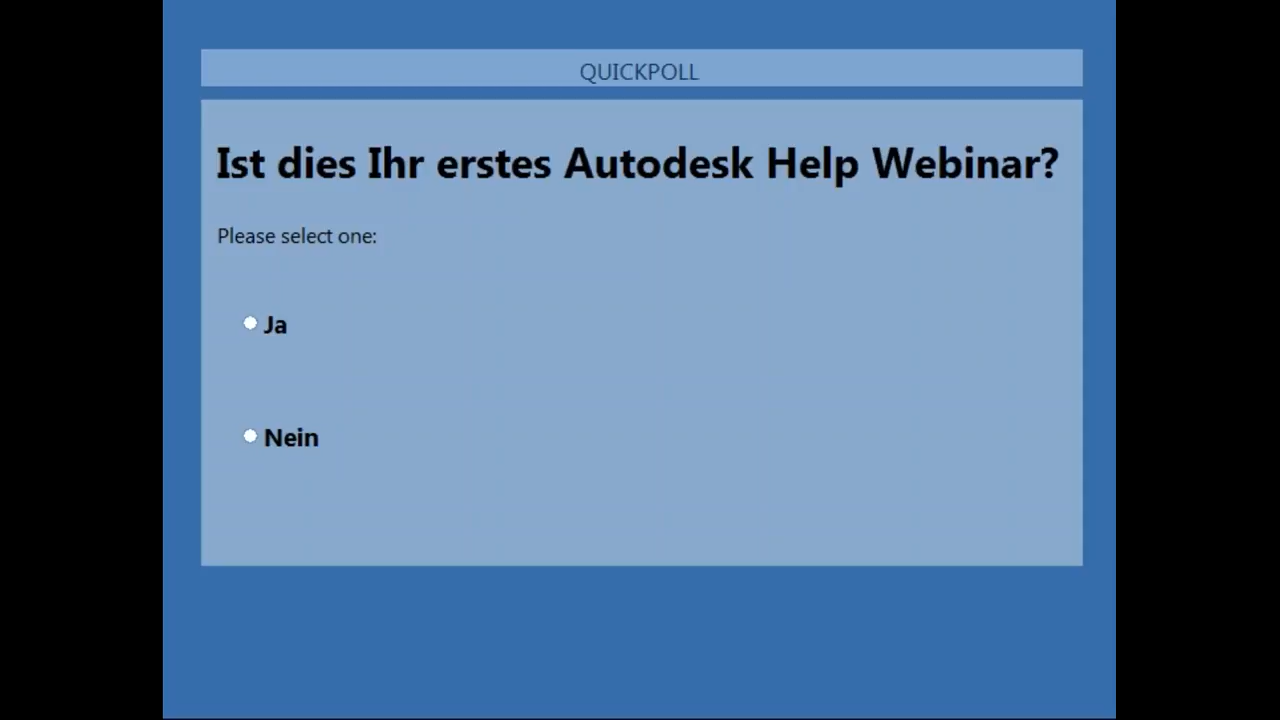 QUICKPOLL
Ist dies Ihr erstes Autodesk Help Webinar?
Please select one:
Ja
Nein